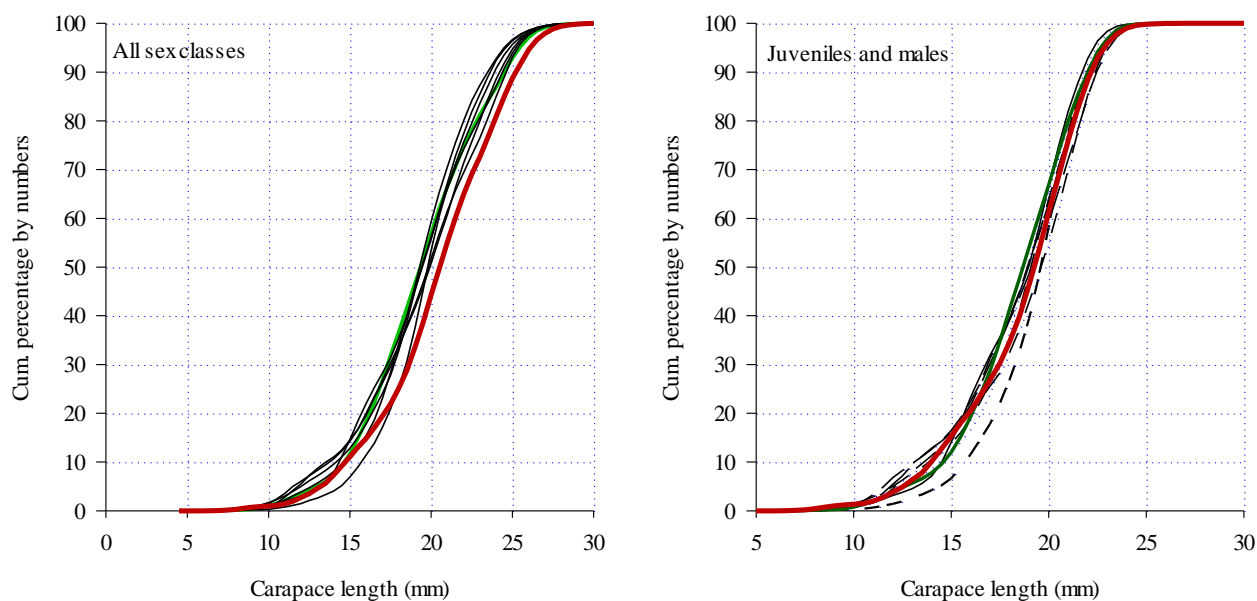 All sex classes
Cum. percentage by numbers
100
90
80
70
60
50
40
30
20
10
0
0 5 10 15 20 25 30
Carapace length (mm)
Juveniles and males
Cum. percentage by numbers
100
90
80
70
60
50
40
30
20
10
0
5 10 15 20 25 30
Carapace length (mm)